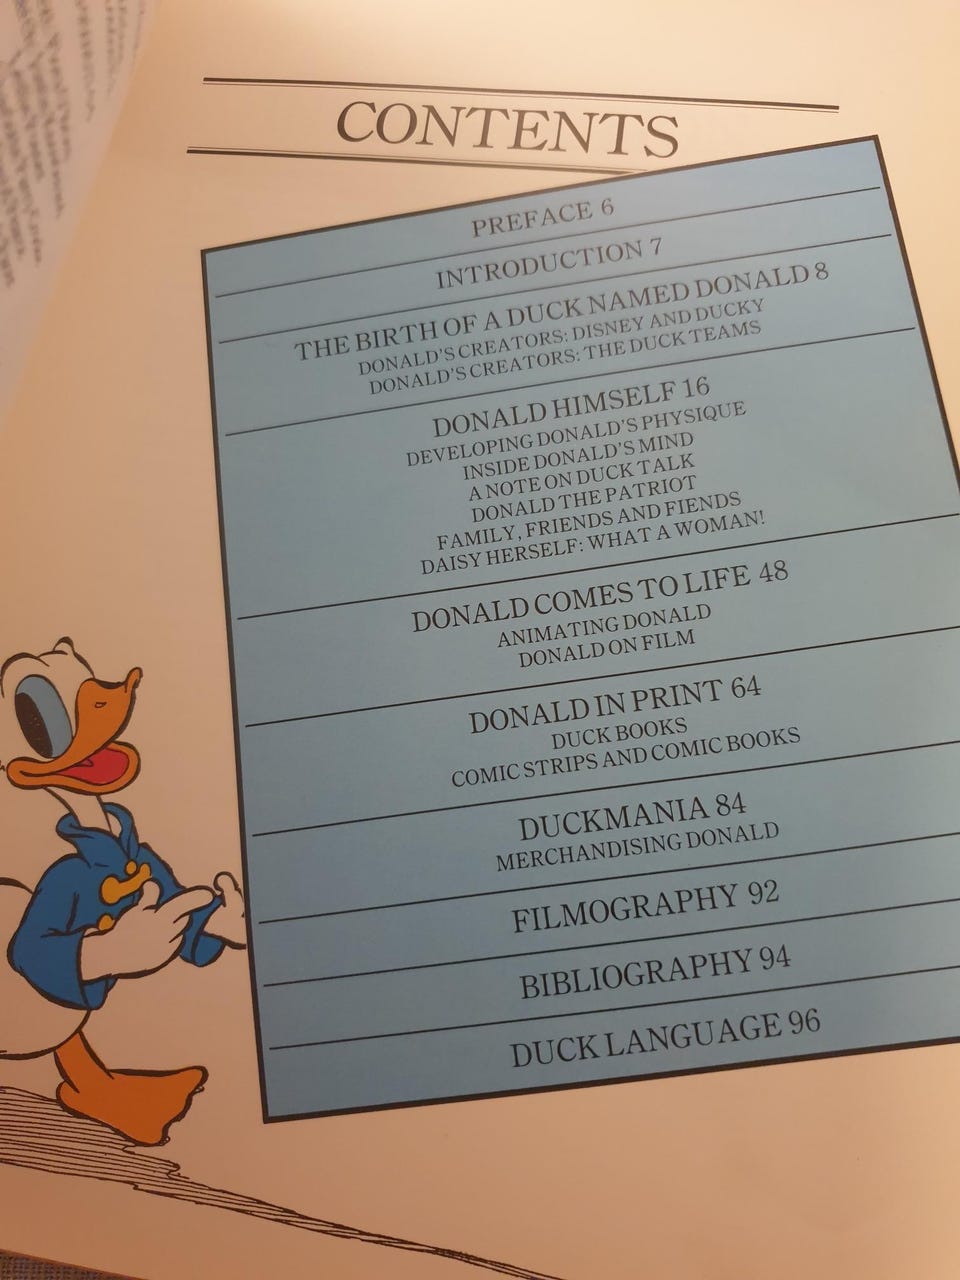 CONTENTS
PREFACE 6
INTRODUCTION 7
THE BIRTH OF A DUCK NAMED DONALD 8
DONALD'S CREATORS: DISNEY AND DUCKY
DONALD'S CREATORS: THE DUCK TEAMS
DONALD HIMSELF 16
DEVELOPING DONALD'S PHYSIQUE
INSIDE DONALD'S MIND
A NOTE ON DUCK TALK
DONALD THE PATRIOT
FAMILY, FRIENDS AND FIENDS
DAISY HERSELF: WHAT A WOMAN!
DONALD COMES TO LIFE 48
ANIMATING DONALD
DONALD ON FILM
DONALD IN PRINT 64
DUCK BOOKS
COMIC STRIPS AND COMIC BOOKS
DUCKMANIA 84
MERCHANDISING DONALD
FILMOGRAPHY 92
BIBLIOGRAPHY 94
DUCK LANGUAGE 96